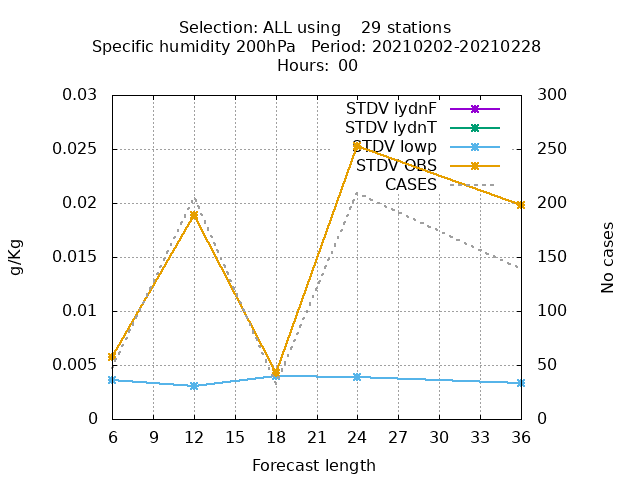 Selection: ALL using    29 stations
Specific humidity 200hPa   Period: 20210202-20210228
Hours: 00
STDV lydnF
STDV lydnT
STDV lowp
STDV OBS
CASES
0.03
0.025
0.02
0.015
0.01
0.005
0
300
250
200
150
100
50
0
g/Kg
No cases
6 9 12 15 18 21 24 27 30 33 36
Forecast length